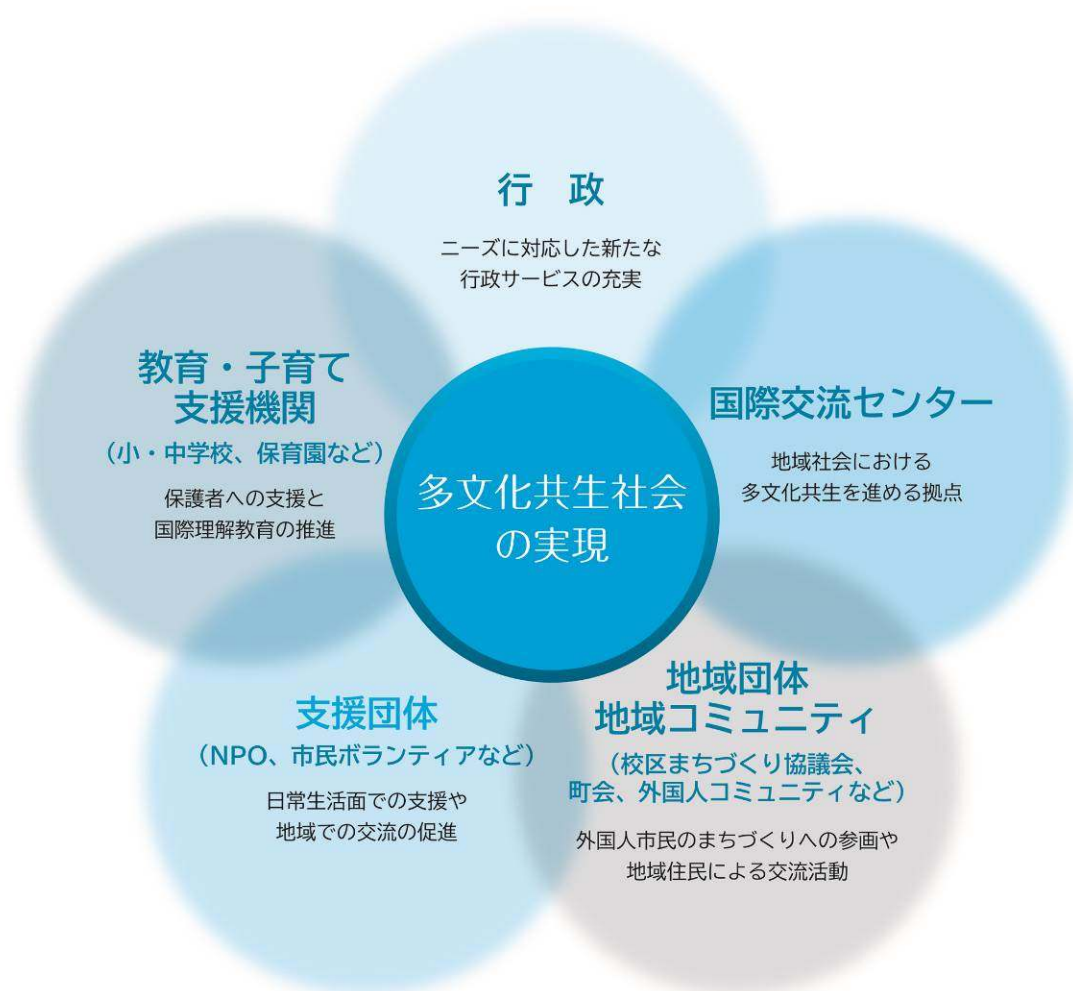 行　政
ニーズに対応した新たな
行政サービスの充実
教育・子育て
支援機関
（小・中学校、保育園など）
保護者への支援と
国際理解教育の推進
国際交流センター
地域社会における
多文化共生を進める拠点
多文化共生社会
の実現
支援団体
（NPO、市民ボランティアなど）
日常生活面での支援や
地域での交流の促進
地域団体
地域コミュニティ
（校区まちづくり協議会、
町会、外国人コミュニティなど）
外国人市民のまちづくりへの参画や
地域住民による交流活動